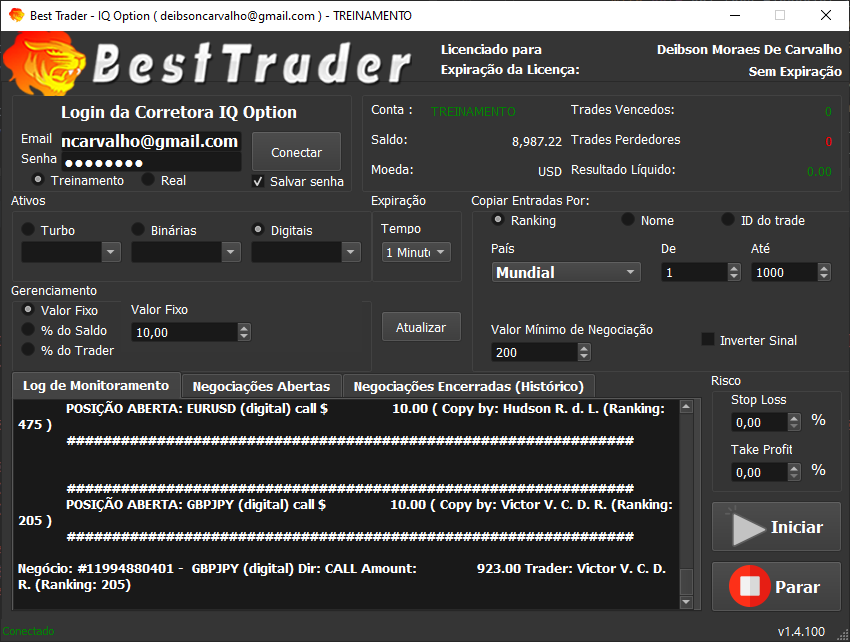 Best Trader - IQ Option ( deibsoncarvalho@gmail.com ) - TREINAMENTO
BestTrader
Licenciado para
Deibson Moraes De Carvalho
Expiração da Licença:
Sem Expiração
Login da Corretora IQ Option
Email
ncarvalho@gmail.com
Senha
●●●●●●●●
Conectar
Treinamento
Real
Salvar senha
Conta :
TREINAMENTO
Trades Vencedos:
0
Saldo:
8,987.22
Trades Perdedores
0
Moeda:
USD
Resultado Líquido:
0.00
Ativos
Turbo
Binárias
Digitais
Expiração
Tempo
1 Minuto
Copiar Entradas Por:
Ranking
Nome
ID do trade
País
De
Até
Mundial
1
1000
Gerenciamento
Valor Fixo
% do Saldo
% do Trader
Valor Fixo
10,00
Atualizar
Valor Mínimo de Negociação
200
Inverter Sinal
Log de Monitoramento
Negociações Abertas
Negociações Encerradas (Histórico)
POSIÇÃO ABERTA: EURUSD (digital) call $ 10.00 ( Copy by: Hudson R. d. L. (Ranking:
475 )
###############################################################
###############################################################
POSIÇÃO ABERTA: GBPJPY (digital) call $ 10.00 ( Copy by: Victor V. C. D. R. (Ranking:
205 )
###############################################################
Negócio: #11994880401 - GBPJPY (digital) Dir: CALL Amount: 923.00 Trader: Victor V. C. D.
R. (Ranking: 205)
Risco
Stop Loss
0,00
%
Take Profit
0,00
%
Iniciar
Parar
Conectado
v1.4.100